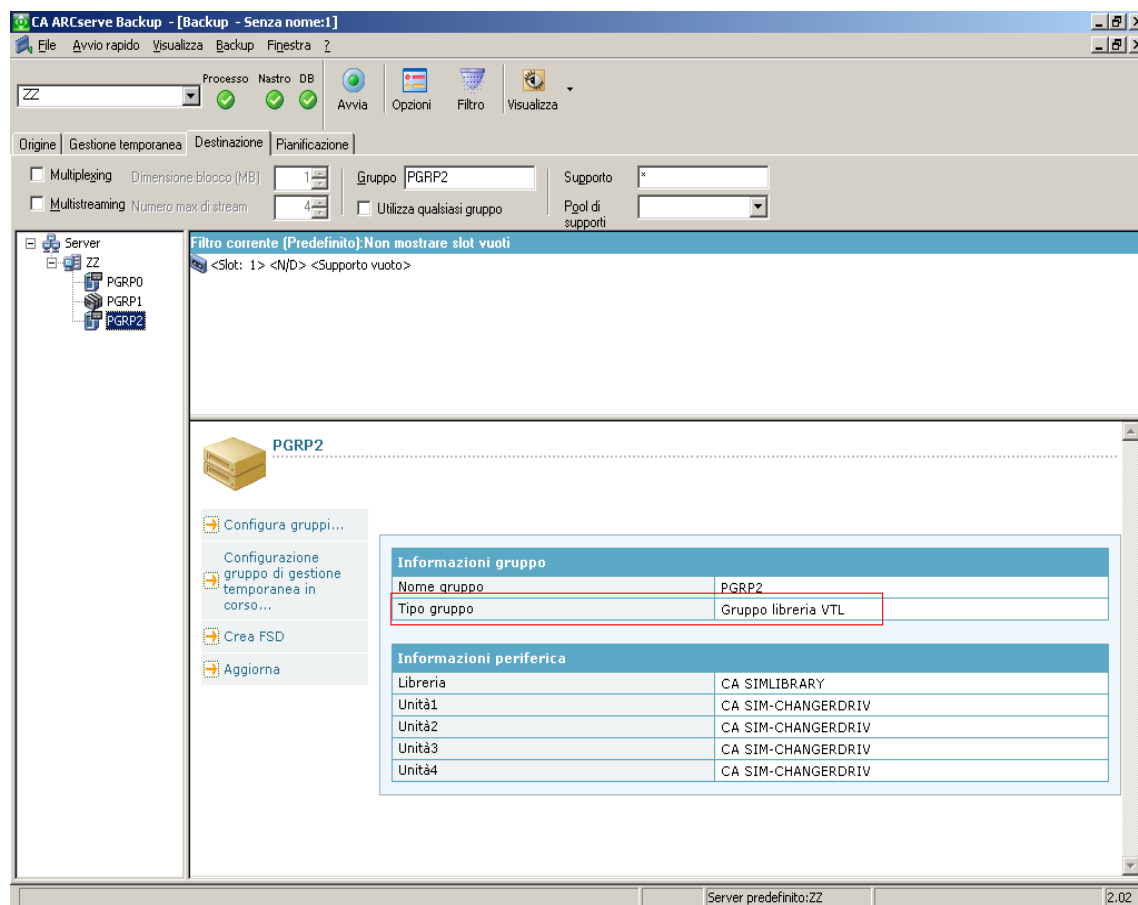 CA ARCserve Backup - [Backup - Senza nome:1]
File Avvio rapido Visualizza Backup Finestra ?
ZZ
Processo Nastro DB
Avvia Opzioni Filtro Visualizza
Origine Gestione temporanea Destinazione Pianificazione
Multiplexing Dimensione blocco (MB) 1 Gruppo PGRP2 Supporto *
Multistreaming Numero max di stream 4 Utilizza qualsiasi gruppo Pool di supporti
Server
ZZ
PGRP0
PGRP1
PGRP2
Filtro corrente (Predefinito):Non mostrare slot vuoti
<Slot: 1> <N/D> <Supporto vuoto>
PGRP2
Configura gruppi...
Configurazione
gruppo di gestione
temporanea in
corso...
Crea FSD
Aggiorna
Informazioni gruppo
Nome gruppo PGRP2
Tipo gruppo Gruppo libreria VTL
Informazioni periferica
Libreria CA SIMLIBRARY
Unità1 CA SIM-CHANGERDRIV
Unità2 CA SIM-CHANGERDRIV
Unità3 CA SIM-CHANGERDRIV
Unità4 CA SIM-CHANGERDRIV
Server predefinito:ZZ 2.02